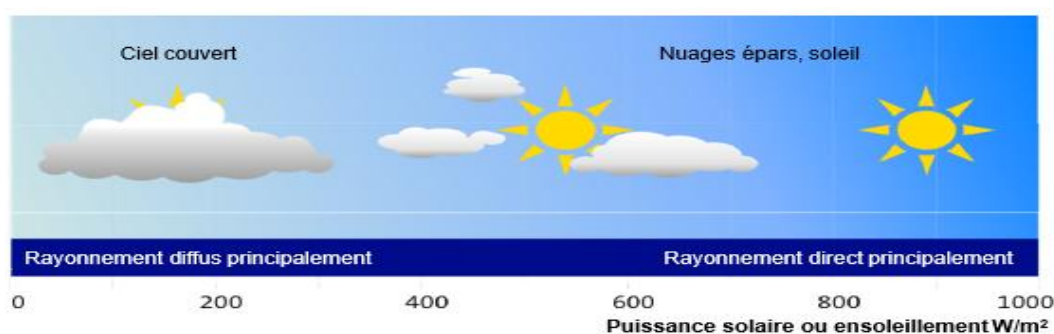 Ciel couvert
Nuages épars, soleil
Rayonnement diffus principalement
Rayonnement direct principalement
0 200 400 600 800 1000
Puissance solaire ou ensoleillement W/m²